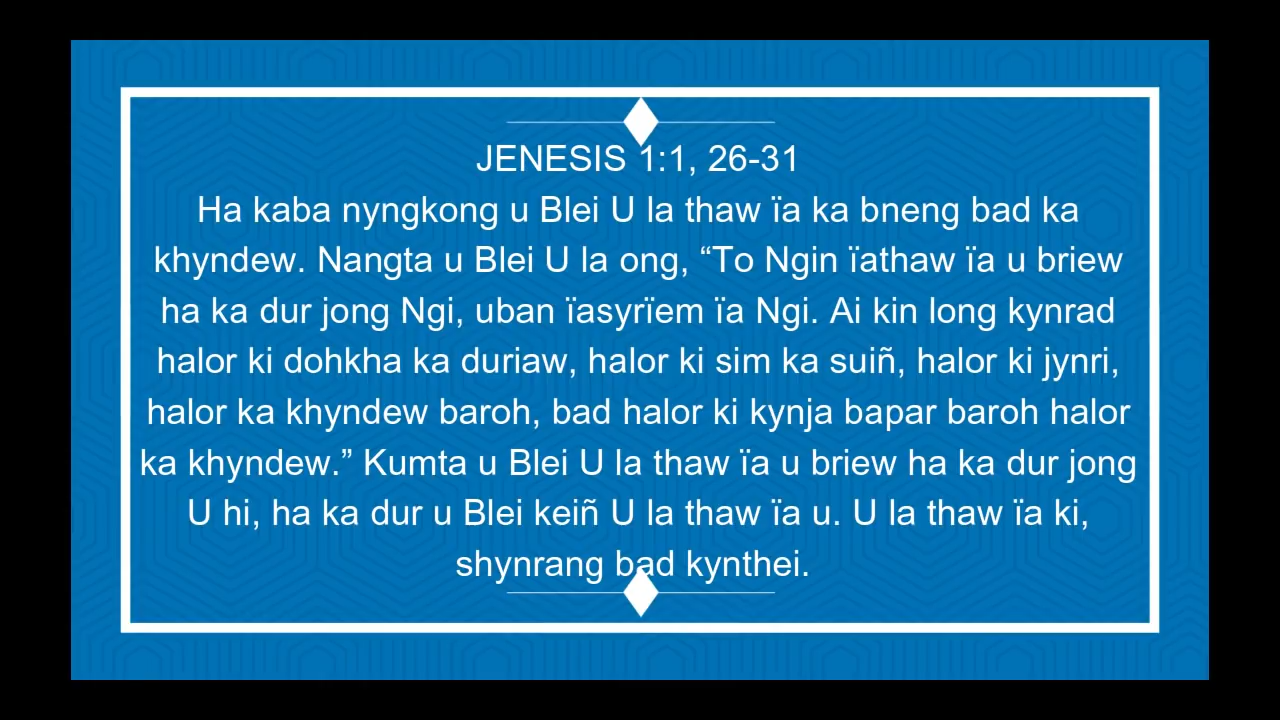 JENESIS 1:1, 26-31
Ha kaba nyngkong u Blei U la thaw ïa ka bneng bad ka
khyndew. Nangta u Blei U la ong, “To Ngin ïathaw ïa u briew
ha ka dur jong Ngi, uban ïasyrïem ïa Ngi. Ai kin long kynrad
halor ki dohkha ka duriaw, halor ki sim ka suiñ, halor ki jynri,
halor ka khyndew baroh, bad halor ki kynja bapar baroh halor
ka khyndew.” Kumta u Blei U la thaw ïa u briew ha ka dur jong
U hi, ha ka dur u Blei keiñ U la thaw ïa u. U la thaw ïa ki,
shynrang bad kynthei.